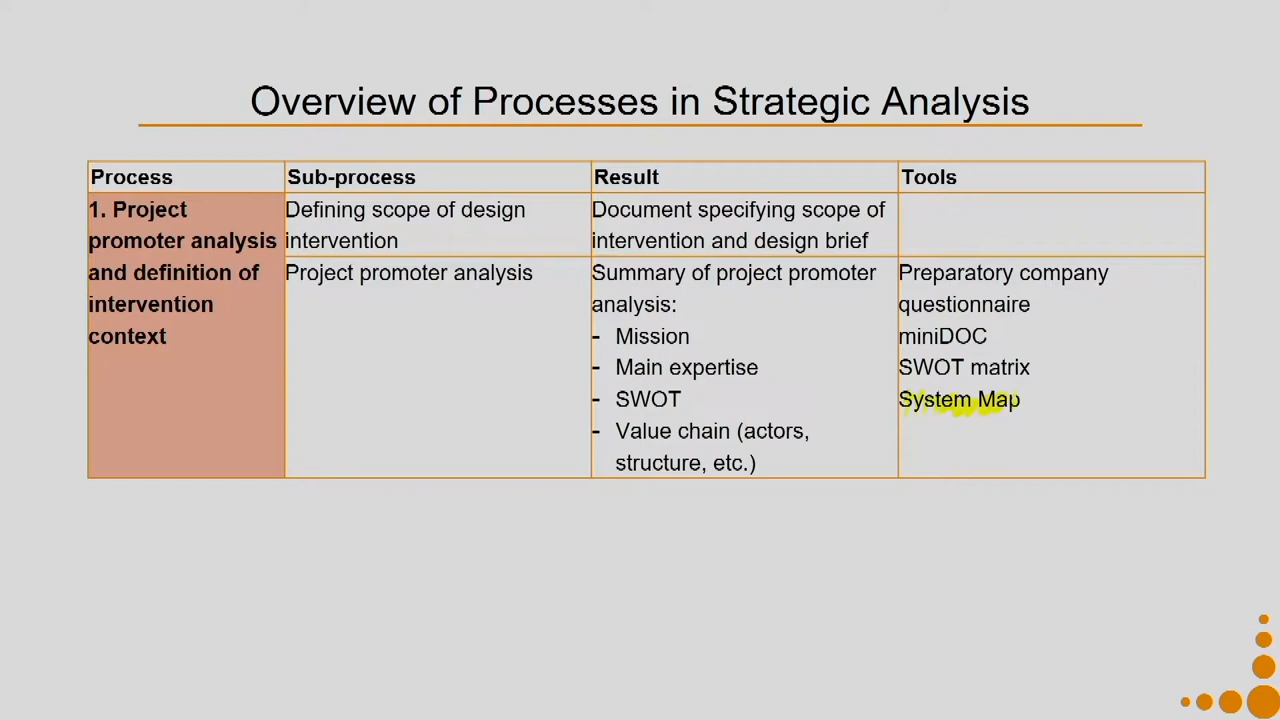 Overview of Processes in Strategic Analysis
Process
Sub-process
Result
Tools
1. Project
promoter analysis
and definition of
intervention
context
Defining scope of design
intervention
Document specifying scope of
intervention and design brief
Project promoter analysis
Summary of project promoter
analysis:
- Mission
- Main expertise
- SWOT
- Value chain (actors,
structure, etc.)
Preparatory company
questionnaire
miniDOC
SWOT matrix
System Map